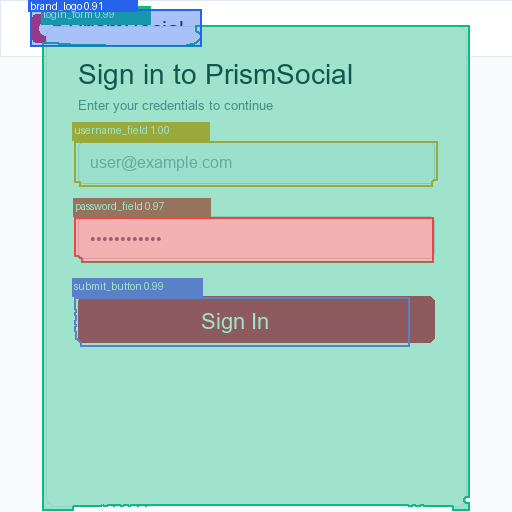 brand_logo 0.91
login_form 0.99
PrismSocial
Sign in to PrismSocial
Enter your credentials to continue
username_field 1.00
user@example.com
password_field 0.97
••••••••••••
submit_button 0.99
Sign In